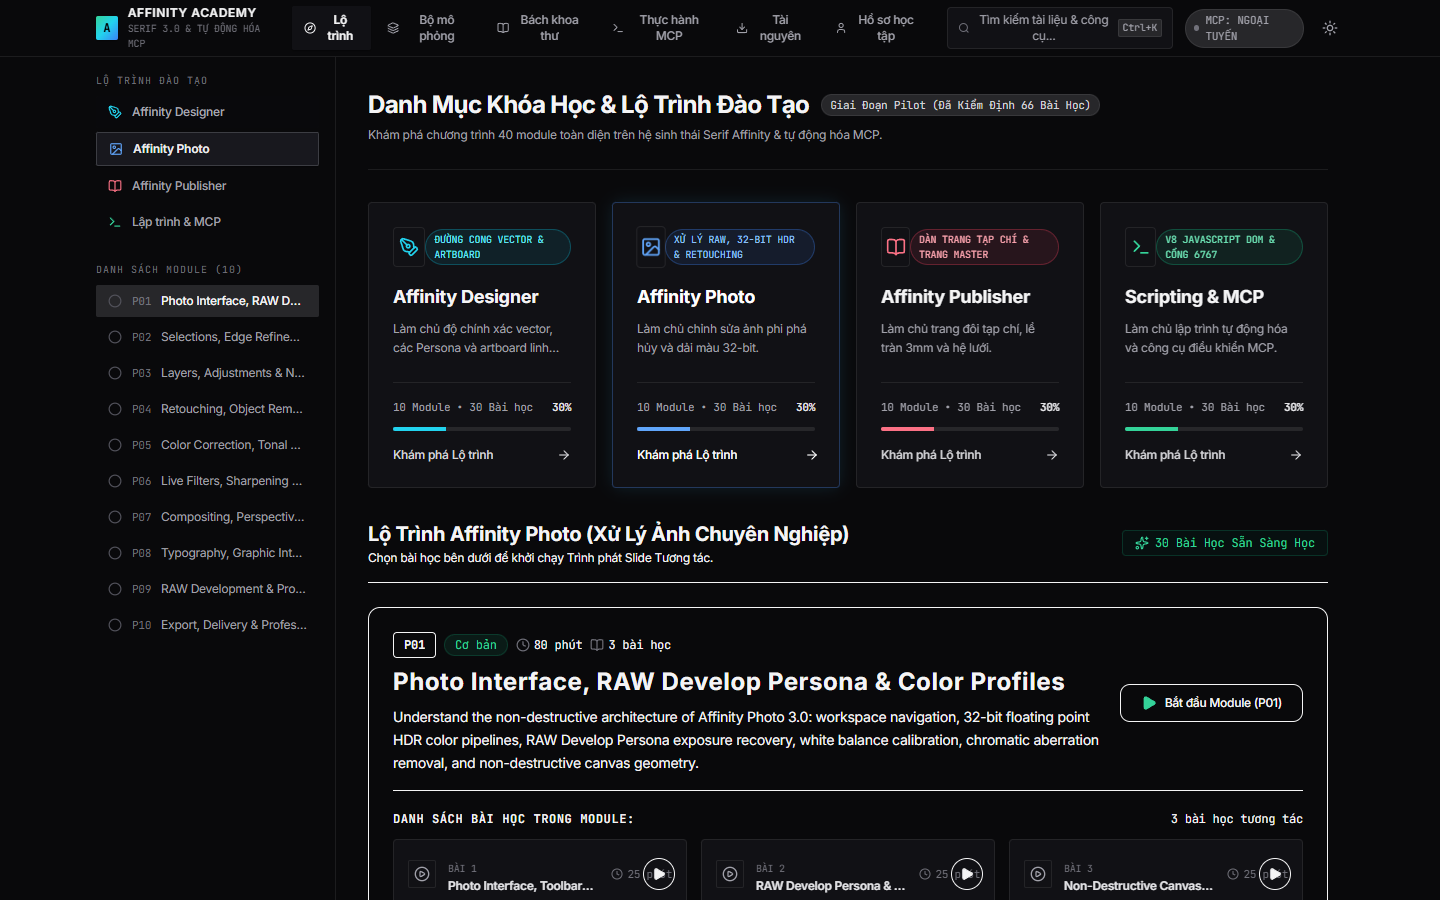 AFFINITY ACADEMY
SERIF 3.0 & TỰ ĐỘNG HÓA
MCP
Lộ
trình
Bộ mô
phỏng
Bách khoa
thư
Thực hành
MCP
Tài
nguyên
Hồ sơ học
tập
Tìm kiếm tài liệu & công
cụ...
Ctrl+K
MCP: NGOẠI
TUYẾN
LỘ TRÌNH ĐÀO TẠO
Affinity Designer
Affinity Photo
Affinity Publisher
Lập trình & MCP
DANH SÁCH MODULE (10)
P01 Photo Interface, RAW D...
P02 Selections, Edge Refine...
P03 Layers, Adjustments & N...
P04 Retouching, Object Rem...
P05 Color Correction, Tonal ...
P06 Live Filters, Sharpening ...
P07 Compositing, Perspectiv...
P08 Typography, Graphic Int...
P09 RAW Development & Pro...
P10 Export, Delivery & Profes...
Danh Mục Khóa Học & Lộ Trình Đào Tạo
Giai Đoạn Pilot (Đã Kiểm Định 66 Bài Học)
Khám phá chương trình 40 module toàn diện trên hệ sinh thái Serif Affinity & tự động hóa MCP.
ĐƯỜNG CONG VECTOR &
ARTBOARD
Affinity Designer
Làm chủ độ chính xác vector,
các Persona và artboard linh...
10 Module • 30 Bài học 30%
Khám phá Lộ trình
XỬ LÝ RAW, 32-BIT HDR
& RETOUCHING
Affinity Photo
Làm chủ chỉnh sửa ảnh phi phá
hủy và dải màu 32-bit.
10 Module • 30 Bài học 30%
Khám phá Lộ trình
DÀN TRANG TẠP CHÍ &
TRANG MASTER
Affinity Publisher
Làm chủ trang đôi tạp chí, lề
tràn 3mm và hệ lưới.
10 Module • 30 Bài học 30%
Khám phá Lộ trình
V8 JAVASCRIPT DOM &
CỔNG 6767
Scripting & MCP
Làm chủ lập trình tự động hóa
và công cụ điều khiển MCP.
10 Module • 30 Bài học 30%
Khám phá Lộ trình
Lộ Trình Affinity Photo (Xử Lý Ảnh Chuyên Nghiệp)
Chọn bài học bên dưới để khởi chạy Trình phát Slide Tương tác.
30 Bài Học Sẵn Sàng Học
P01 Cơ bản 80 phút 3 bài học
Photo Interface, RAW Develop Persona & Color Profiles
Understand the non-destructive architecture of Affinity Photo 3.0: workspace navigation, 32-bit floating point
HDR color pipelines, RAW Develop Persona exposure recovery, white balance calibration, chromatic aberration
removal, and non-destructive canvas geometry.
Bắt đầu Module (P01)
DANH SÁCH BÀI HỌC TRONG MODULE:
3 bài học tương tác
BÀI 1
Photo Interface, Toolbar...
25
BÀI 2
RAW Develop Persona & ...
25
BÀI 3
Non-Destructive Canvas...
25